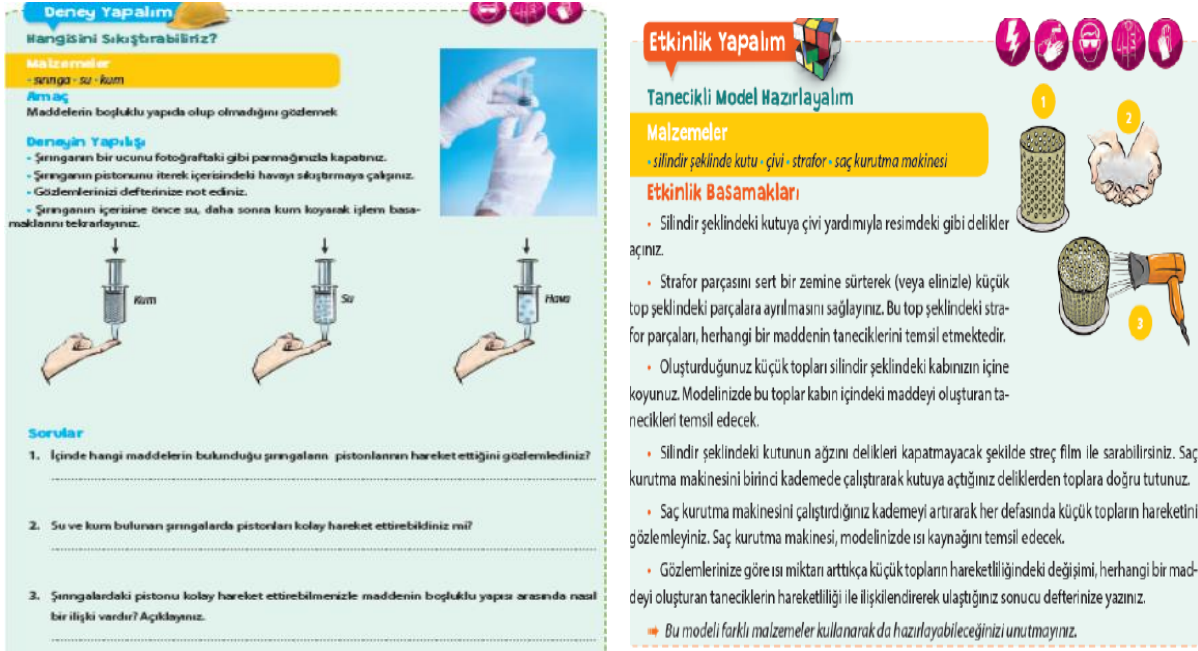 Deney Yapalım
Hangisini Sıkıştırabiliriz?
Malzemeler
• şırınga • su • kum
Amaç
Maddelerin boşluklu yapıda olup olmadığını gözlemek
Deneyin Yapılışı
• Şırınganın bir ucunu fotoğraftaki gibi parmağınızla kapatınız.
• Şırınganın pistonunu iterek içerisindeki havayı sıkıştırmaya çalışınız.
• Gözlemlerinizi defterinize not ediniz.
• Şırınganın içerisine önce su, daha sonra kum koyarak işlem basa-
maklarını tekrarlayınız.
Kum
Su
Hava
Sorular
1. İçinde hangi maddelerin bulunduğu şırıngaların pistonlarının hareket ettiğini gözlemlediniz?
2. Su ve kum bulunan şırıngalarda pistonları kolay hareket ettirebildiniz mi?
3. Şırıngalardaki pistonu kolay hareket ettirebilmenizle maddenin boşluklu yapısı arasında nasıl
bir ilişki vardır? Açıklayınız.
Etkinlik Yapalım
Tanecikli Model Hazırlayalım
Malzemeler
• silindir şeklinde kutu • çivi • strafor • saç kurutma makinesi
Etkinlik Basamakları
• Silindir şeklindeki kutuya çivi yardımıyla resimdeki gibi delikler
açınız.
• Strafor parçasını sert bir zemine sürterek (veya elinizle) küçük
top şeklindeki parçalara ayrılmasını sağlayınız. Bu top şeklindeki stra-
for parçaları, herhangi bir maddenin taneciklerini temsil etmektedir.
• Oluşturduğunuz küçük topları silindir şeklindeki kabınızın içine
koyunuz. Modelinizde bu toplar kabın içindeki maddeyi oluşturan ta-
necikleri temsil edecek.
1
2
3
• Silindir şeklindeki kutunun ağzını delikleri kapatmayacak şekilde streç film ile sarabilirsiniz. Saç
kurutma makinesini birinci kademede çalıştırarak kutuya açtığınız deliklerden toplara doğru tutunuz.
• Saç kurutma makinesini çalıştırdığınız kademeyi artırarak her defasında küçük topların hareketini
gözlemleyiniz. Saç kurutma makinesi, modelinizde ısı kaynağını temsil edecek.
• Gözlemlerinize göre ısı miktarı arttıkça küçük topların hareketliliğindeki değişimi, herhangi bir mad-
deyi oluşturan taneciklerin hareketliliği ile ilişkilendirerek ulaştığınız sonucu defterinize yazınız.
Bu modeli farklı malzemeler kullanarak da hazırlayabileceğinizi unutmayınız.